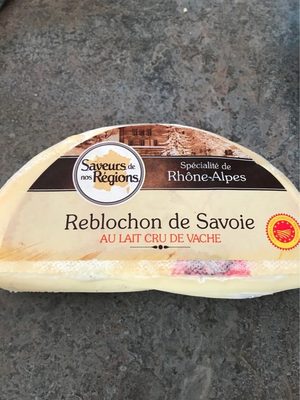 Saveurs de
nos Régions
Spécialité de
Rhône-Alpes
Reblochon de Savoie
AU LAIT CRU DE VACHE